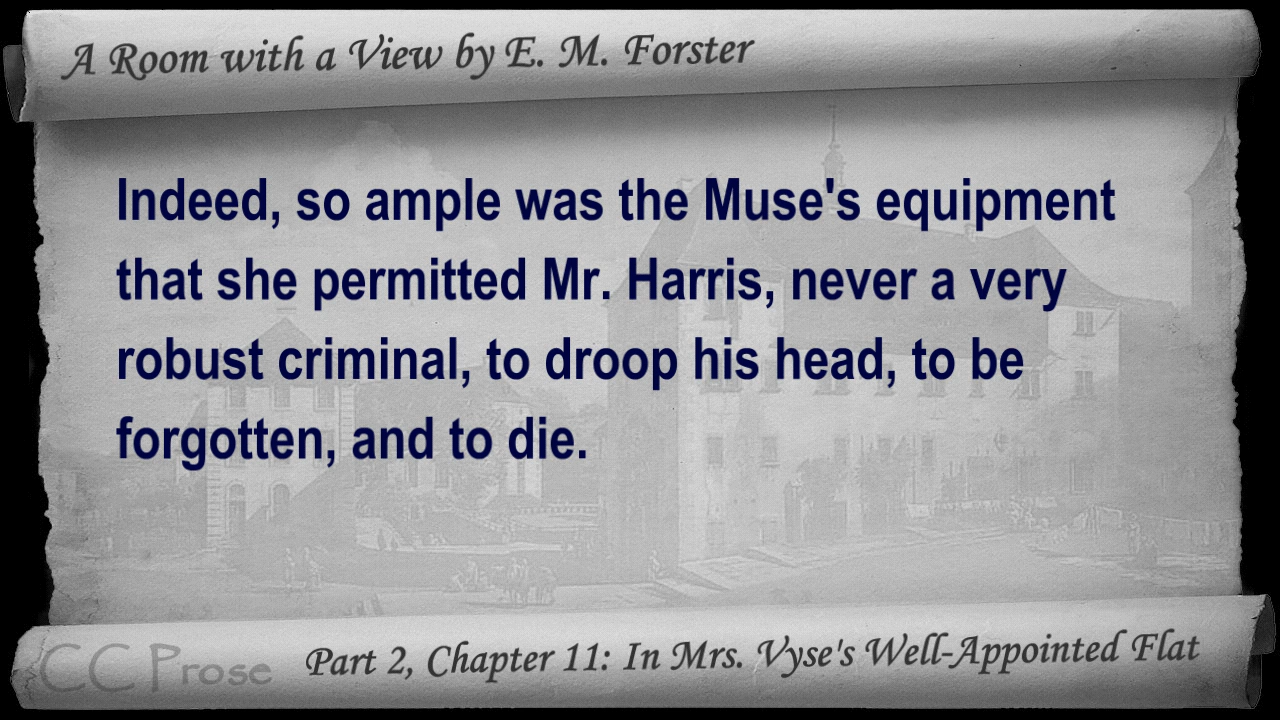 A Room with a View by E. M. Forster
Indeed, so ample was the Muse's equipment
that she permitted Mr. Harris, never a very
robust criminal, to droop his head, to be
forgotten, and to die.
CC Prose
Part 2, Chapter 11: In Mrs. Vyse's Well-Appointed Flat